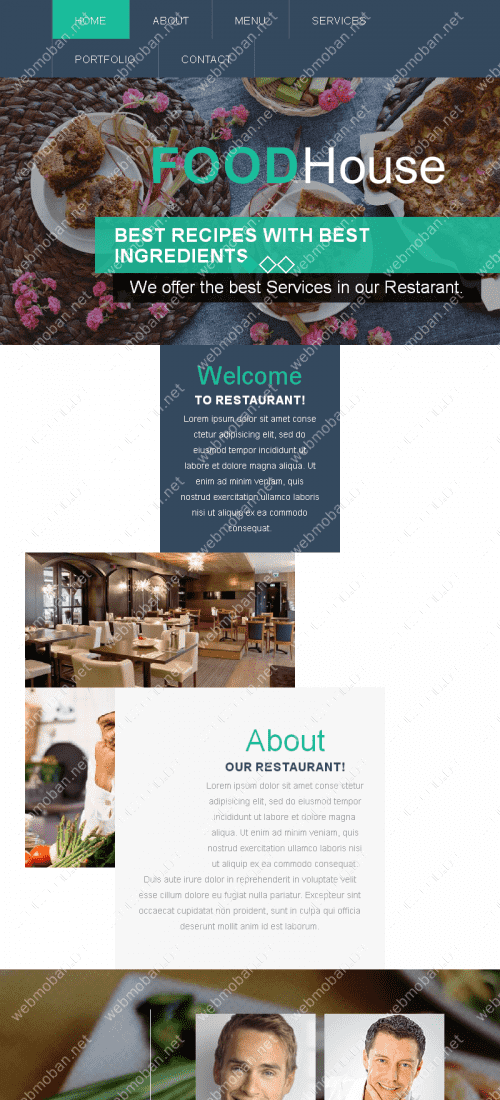 HOME ABOUT MENU SERVICES
PORTFOLIO CONTACT
FOODHouse
BEST RECIPES WITH BEST
INGREDIENTS
We offer the best Services in our Restarant.
Welcome
TO RESTAURANT!
Lorem ipsum dolor sit amet conse
ctetur adipisicing elit, sed do
eiusmod tempor incididunt ut
labore et dolore magna aliqua. Ut
enim ad minim veniam, quis
nostrud exercitation ullamco laboris
nisi ut aliquip ex ea commodo
consequat.
About
OUR RESTAURANT!
Lorem ipsum dolor sit amet conse ctetur
adipisicing elit, sed do eiusmod tempor
incididunt ut labore et dolore magna
aliqua. Ut enim ad minim veniam, quis
nostrud exercitation ullamco laboris nisi
ut aliquip ex ea commodo consequat.
Duis aute irure dolor in reprehenderit in voluptate velit
esse cillum dolore eu fugiat nulla pariatur. Excepteur sint
occaecat cupidatat non proident, sunt in culpa qui officia
deserunt mollit anim id est laborum.
webmoban.net